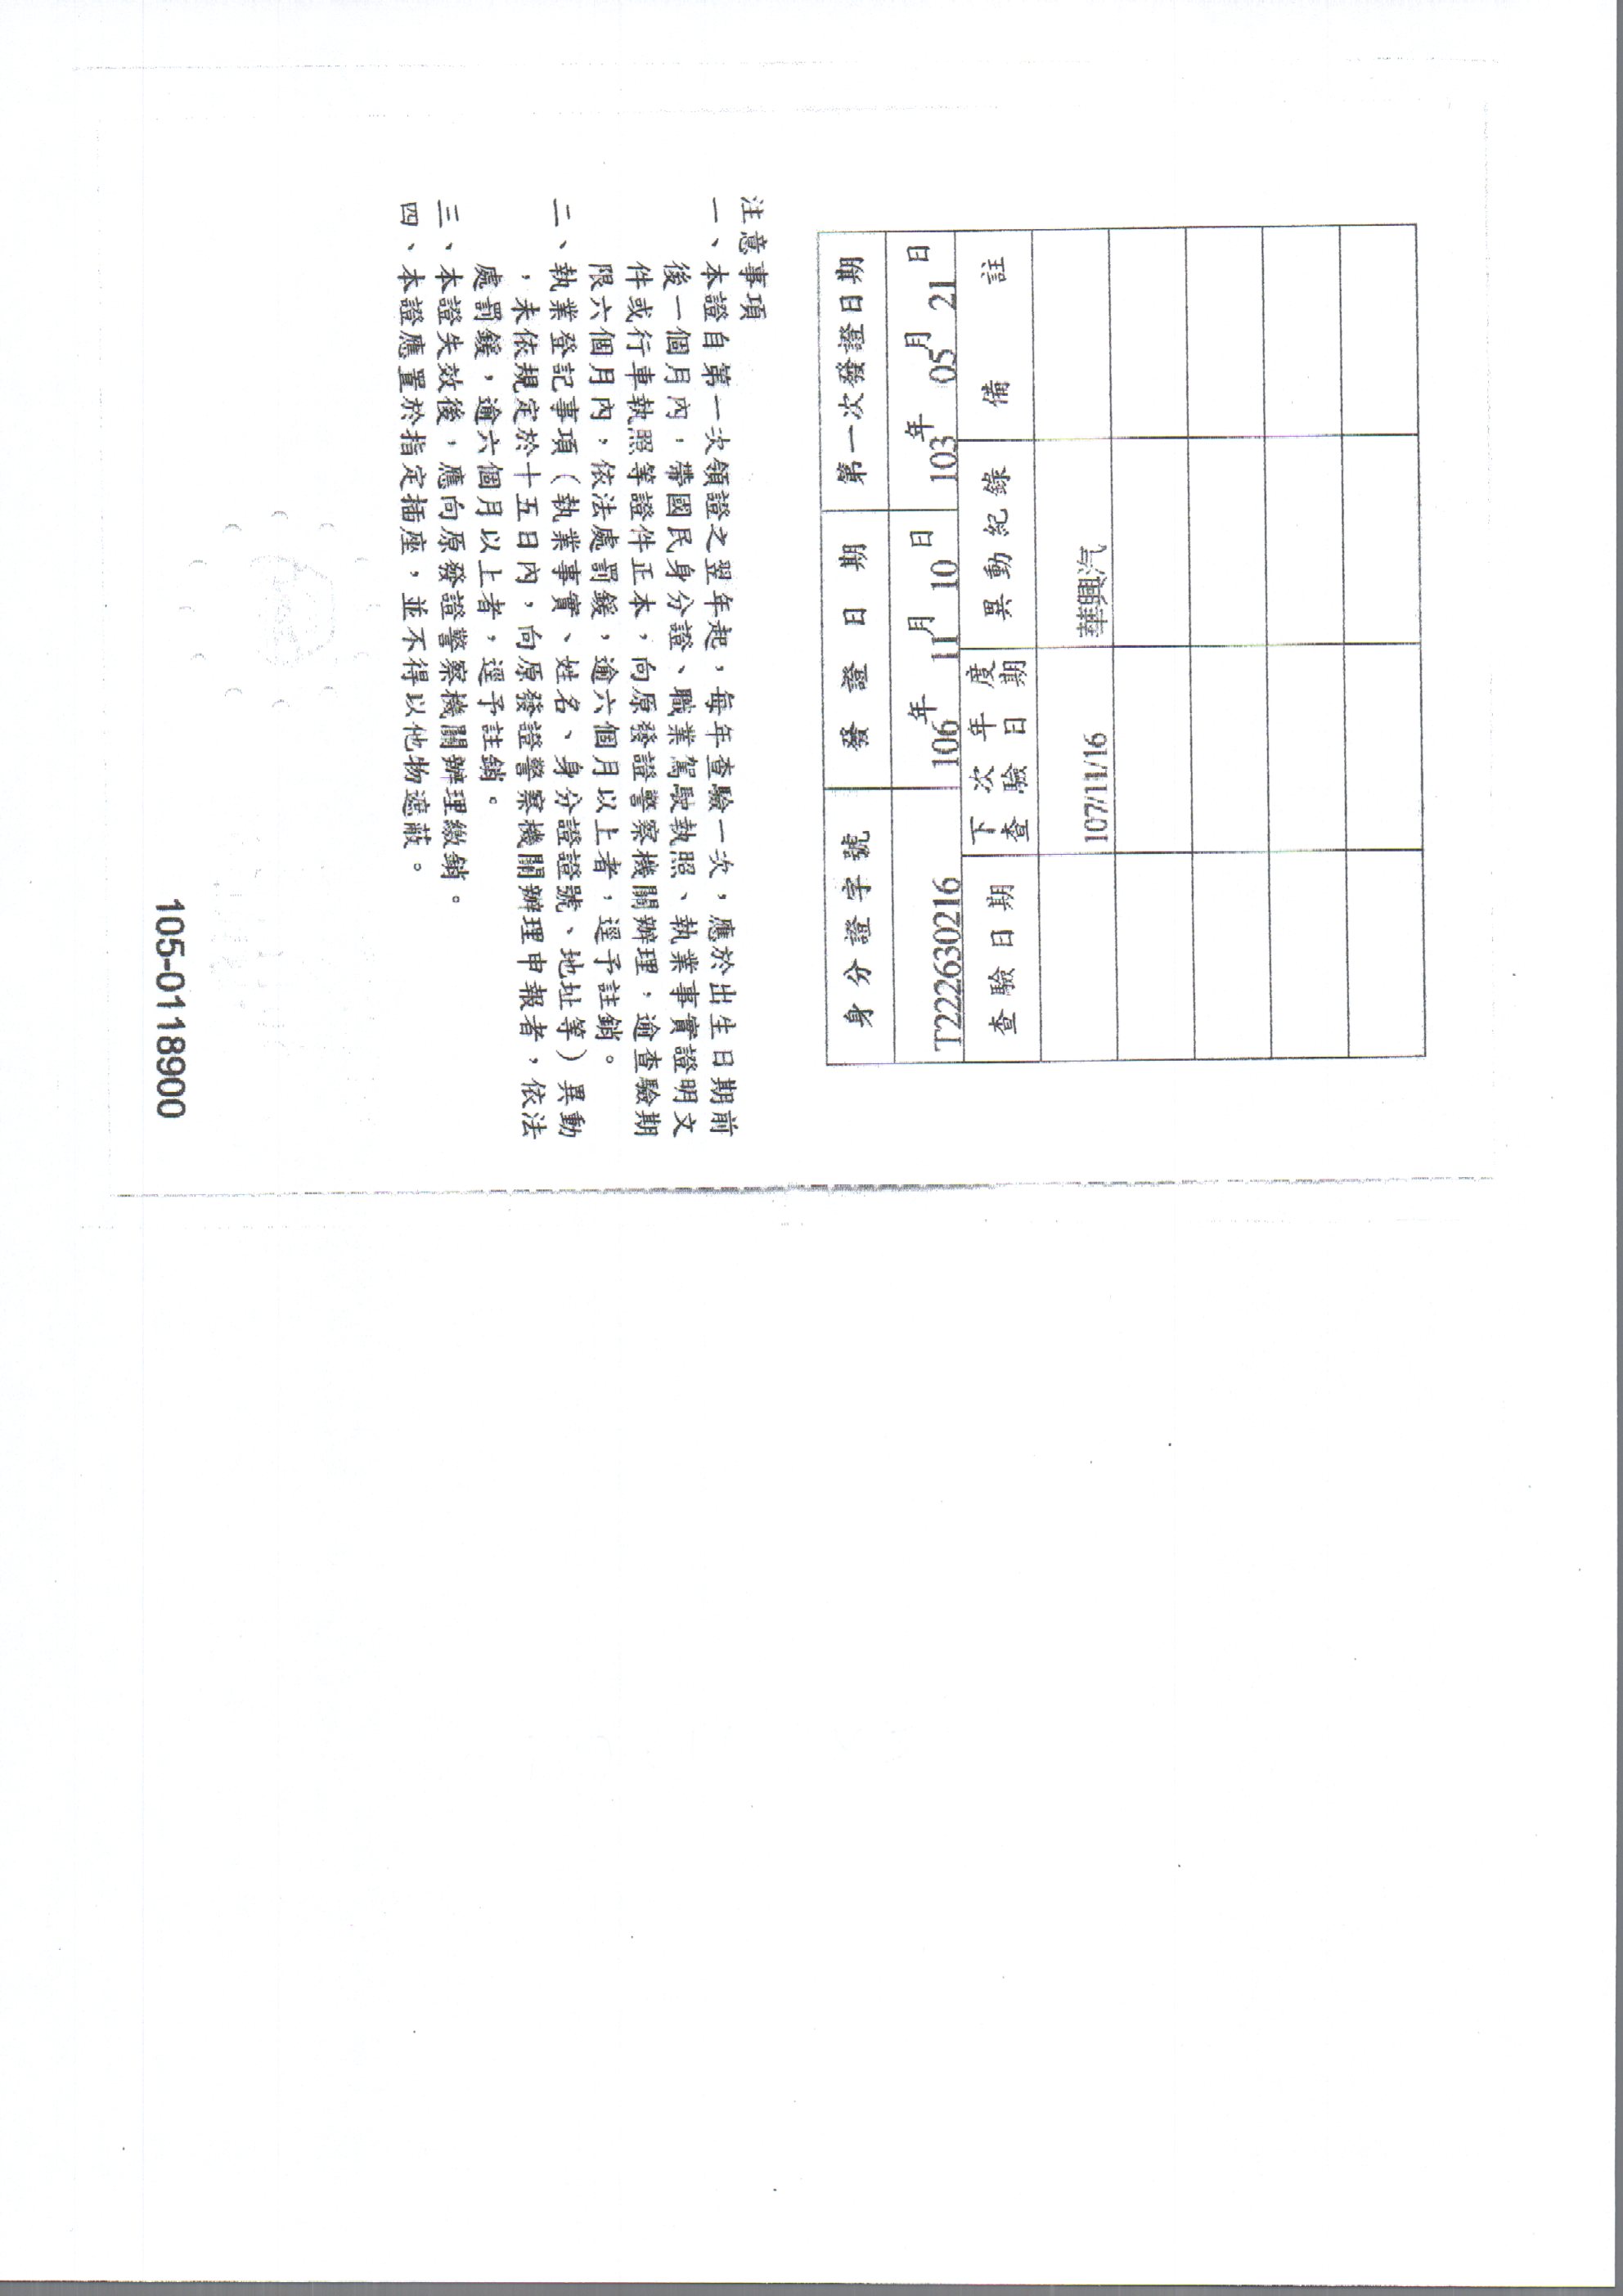 身分證字號 發證日期 第一次發證日期
T222630216 106年11月10日 103年05月21日
查驗日期 下次年度查驗日期 異動紀錄 備註
107/11/16
注意事項
一、本證自第一次領證之翌年起，每年查驗一次，應於出生日期前
後一個月內，帶國民身分證、職業駕駛執照、執業事實證明文
件或行車執照等證件正本，向原發證警察機關辦理，逾查驗期
限六個月內，依法處罰鍰，逾六個月以上者，逕予註銷。
二、執業登記事項（執業事實、姓名、身分證證號、地址等）異動
，未依規定於十五日內，向原發證警察機關辦理申報者，依法
處罰鍰，逾六個月以上者，逕予註銷。
三、本證失效後，應向原發證警察機關辦理繳銷。
四、本證應置於指定插座，並不得以他物遮蔽。
105-0118900